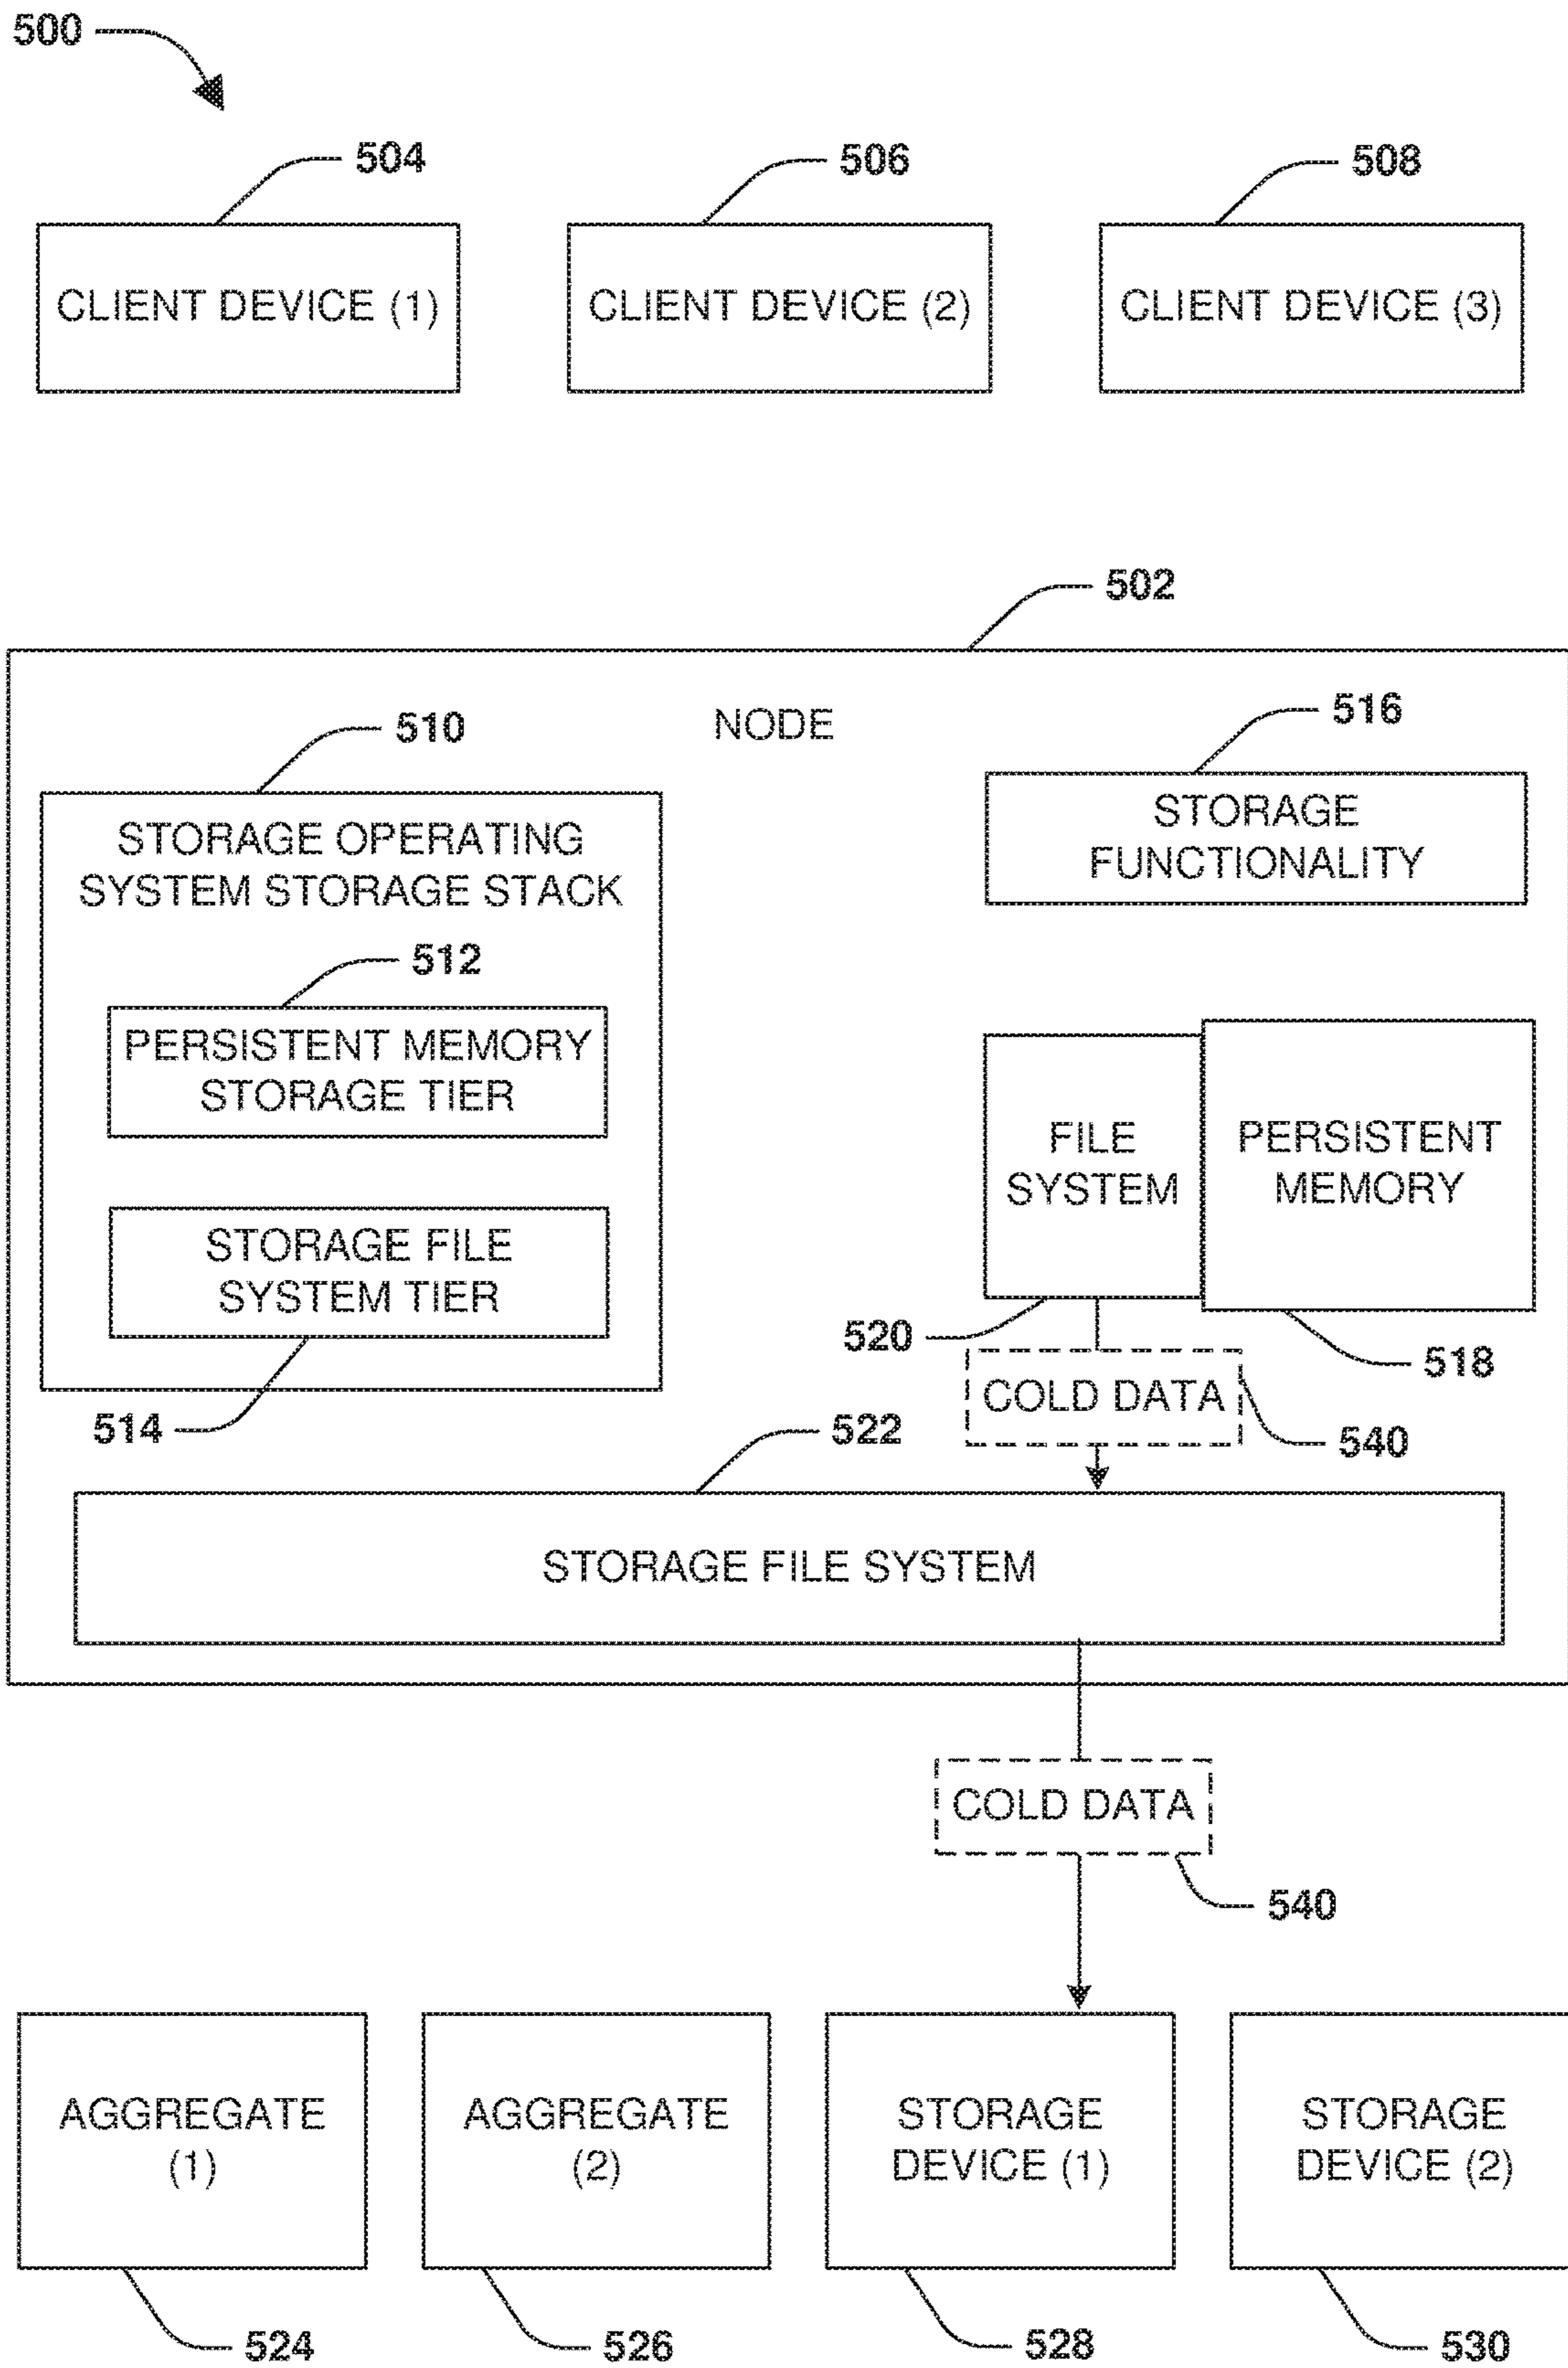 500
504
506
508
CLIENT DEVICE (1)
CLIENT DEVICE (2)
CLIENT DEVICE (3)
502
NODE
510
516
STORAGE OPERATING
SYSTEM STORAGE STACK
STORAGE
FUNCTIONALITY
512
PERSISTENT MEMORY
STORAGE TIER
FILE
SYSTEM
PERSISTENT
MEMORY
STORAGE FILE
SYSTEM TIER
520
518
514
COLD DATA
540
522
STORAGE FILE SYSTEM
COLD DATA
540
AGGREGATE
(1)
AGGREGATE
(2)
STORAGE
DEVICE (1)
STORAGE
DEVICE (2)
524
526
528
530